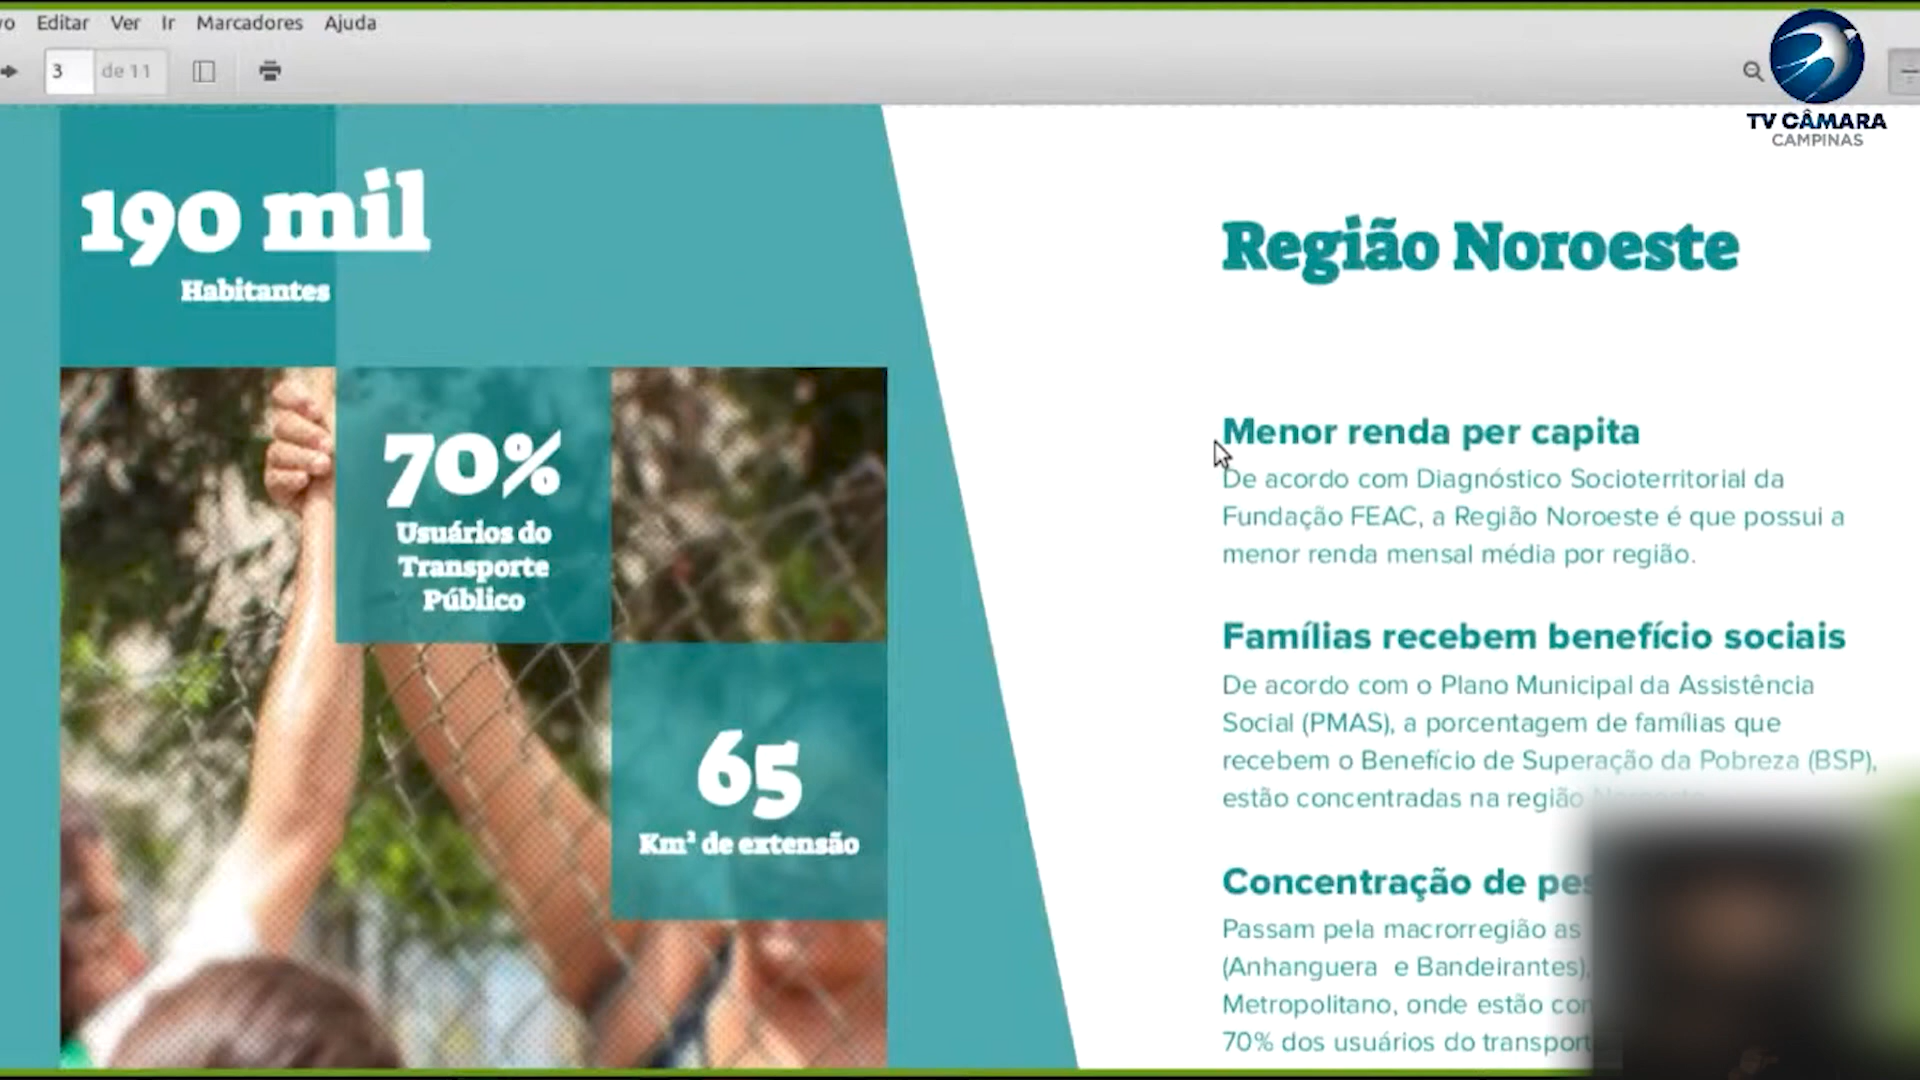 Editar Ver Ir Marcadores Ajuda
3 de 11
TV CÂMARA
CAMPINAS
190 mil
Habitantes
70%
Usuários do
Transporte
Público
65
Km² de extensão
Região Noroeste
Menor renda per capita
De acordo com Diagnóstico Socioterritorial da
Fundação FEAC, a Região Noroeste é que possui a
menor renda mensal média por região.
Famílias recebem benefício sociais
De acordo com o Plano Municipal da Assistência
Social (PMAS), a porcentagem de famílias que
recebem o Benefício de Superação da Pobreza (BSP),
estão concentradas na região
Concentração de
Passam pela macrorregião as
(Anhanguera e Bandeirantes),
Metropolitano, onde estão
70% dos usuários do